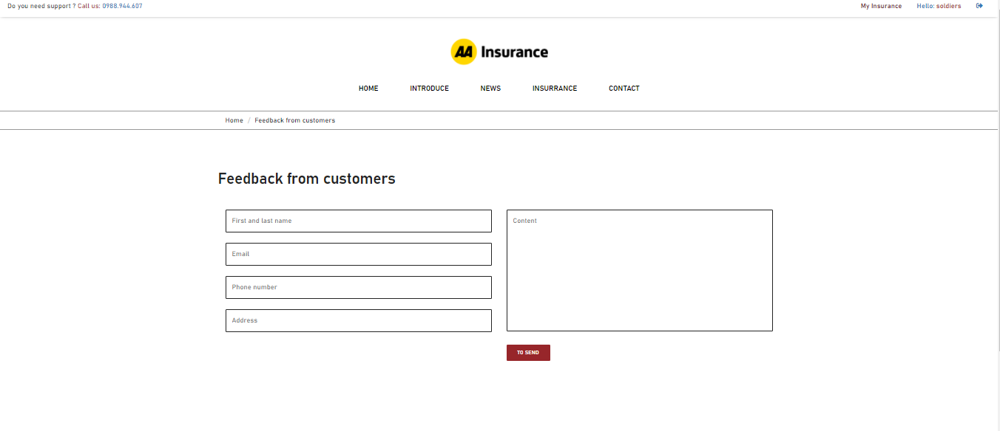 Do you need support ? Call us: 0988.944.607 My Insurance Hello: soldiers
AA Insurance
HOME INTRODUCE NEWS INSURRANCE CONTACT
Home / Feedback from customers
Feedback from customers
First and last name
Email
Phone number
Address
Content
TO SEND